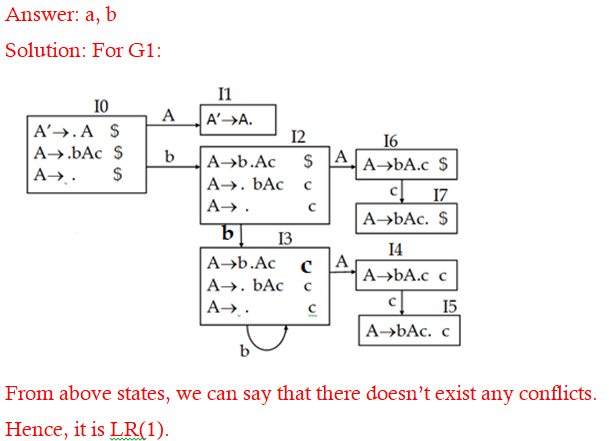 Answer: a, b
Solution: For G1:
I0
A'→. A $
A→.bAc $
A→ . $
A
I1
A'→A.
b
I2
A→b.Ac $
A→. bAc c
A→ . c
A
I6
A→bA.c $
c
I7
A→bAc. $
b
I3
A→b.Ac c
A→. bAc c
A→ . c
b
A
I4
A→bA.c c
c
I5
A→bAc. c
From above states, we can say that there doesn’t exist any conflicts.
Hence, it is LR(1).